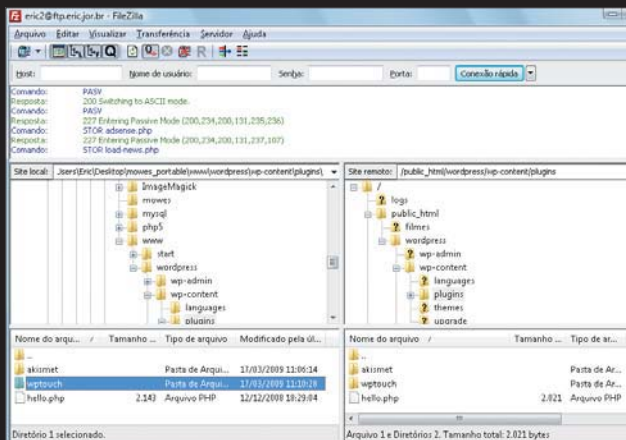 eric2@ftp.eric.jor.br - FileZilla
Arquivo Editar Visualizar Transferência Servidor Ajuda
Host: Nome de usuário: Senha: Porta: Conexão rápida
Comando: PASV
Resposta: 200 Switching to ASCII mode.
Comando: PASV
Resposta: 227 Entering Passive Mode (200,234,200,131,235,236)
Comando: STOR adsense.php
Resposta: 227 Entering Passive Mode (200,234,200,131,237,107)
Comando: STOR load-news.php
Site local: Jsers\Eric\Desktop\mowes_portable\www\wordpress\wp-content\plugins\
ImageMagick
mowes
mysql
php5
www
start
wordpress
wp-admin
wp-content
languages
plugins
Nome do arqu... / Tamanho ... Tipo de arquivo Modificado pela úl...
..
akismet Pasta de Arqui... 17/03/2009 11:06:14
wptouch Pasta de Arqui... 17/03/2009 11:10:28
hello.php 2.143 Arquivo PHP 12/12/2008 18:29:04
Diretório 1 selecionado.
Site remoto: /public_html/wordpress/wp-content/plugins
/
logs
public_html
filmes
wordpress
wp-admin
wp-content
languages
plugins
themes
upgrade
Nome do arquivo / Tamanho ... Tipo de ar...
..
akismet Pasta de Ar...
wptouch Pasta de Ar...
hello.php 2.021 Arquivo PHP
Arquivo 1 e Diretórios 2. Tamanho total: 2.021 bytes